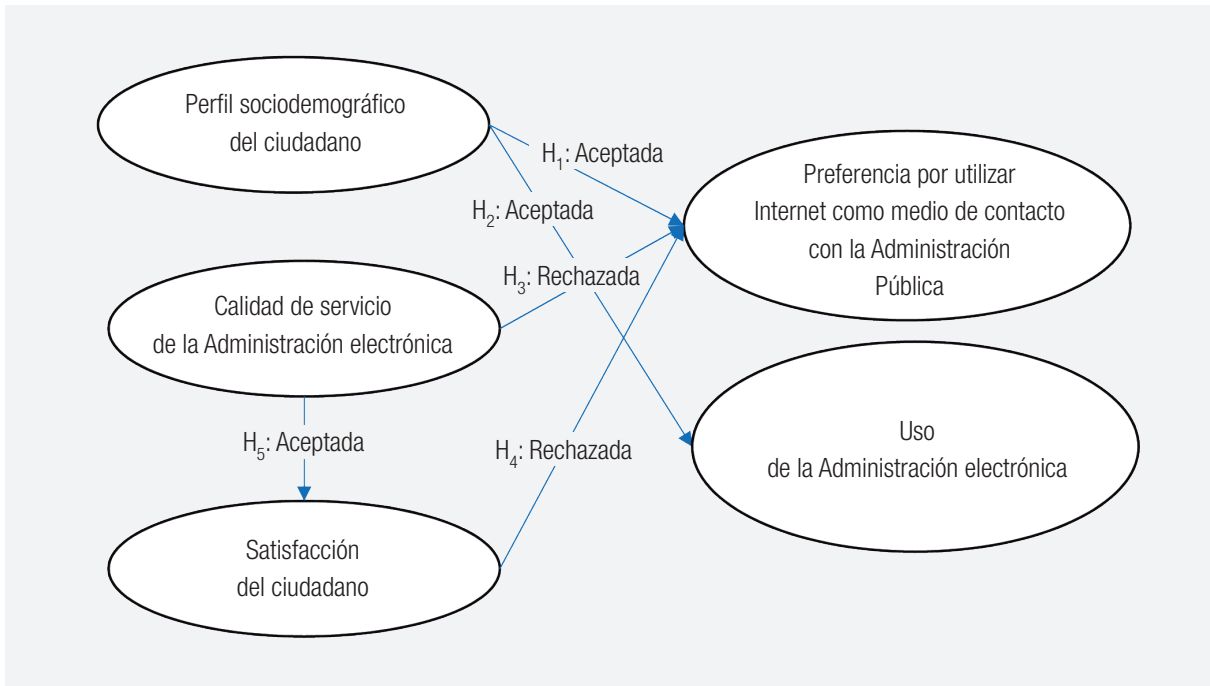 Perfil sociodemográfico
del ciudadano
H₁: Aceptada
Preferencia por utilizar
Internet como medio de contacto
con la Administración
Pública
H₂: Aceptada
H₃: Rechazada
Calidad de servicio
de la Administración electrónica
H₅: Aceptada
H₄: Rechazada
Uso
de la Administración electrónica
Satisfacción
del ciudadano